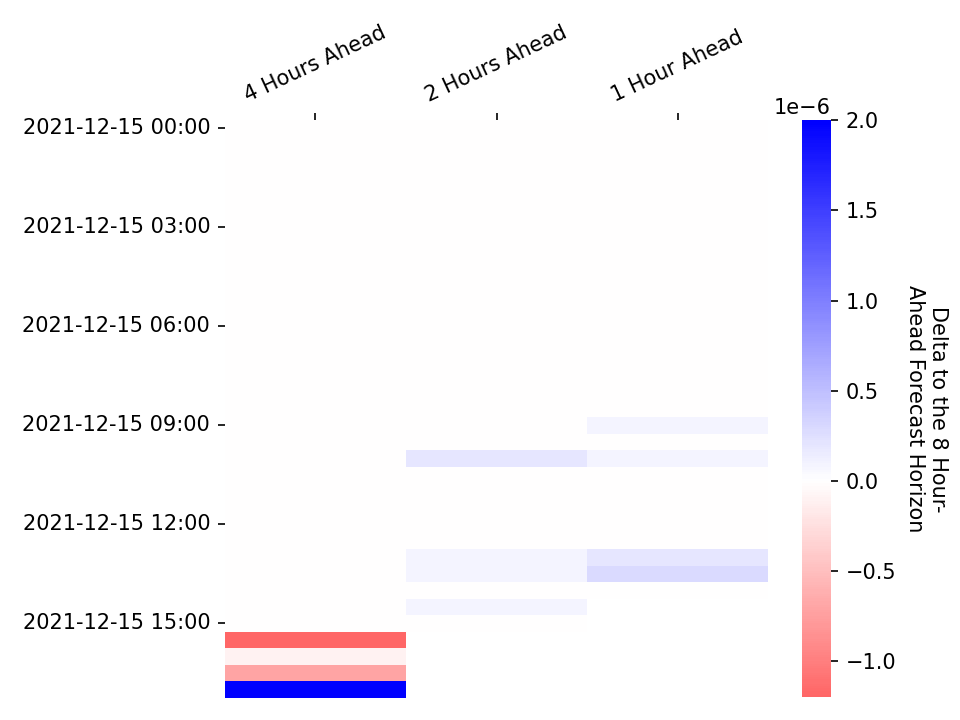 4 Hours Ahead
2 Hours Ahead
1 Hour Ahead
2021-12-15 00:00
2021-12-15 03:00
2021-12-15 06:00
2021-12-15 09:00
2021-12-15 12:00
2021-12-15 15:00
1e−6
2.0
1.5
1.0
0.5
0.0
−0.5
−1.0
Delta to the 8 Hour-
Ahead Forecast Horizon